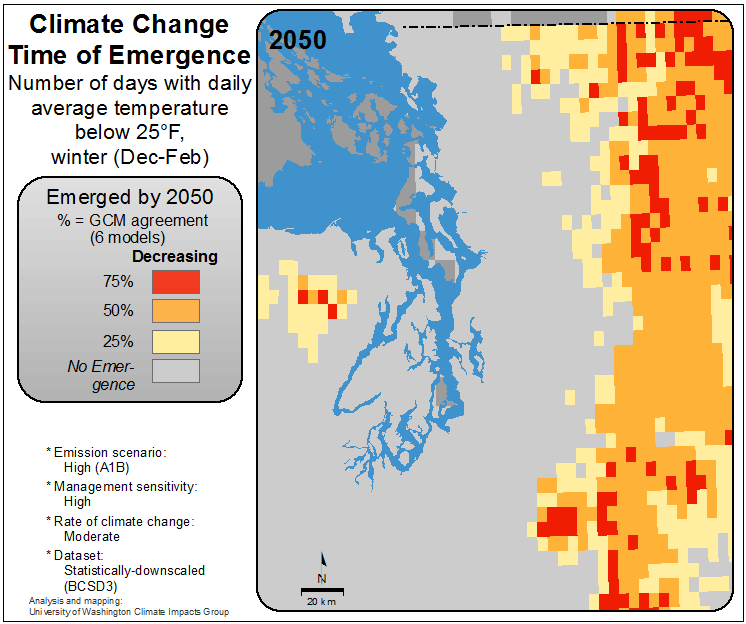 Climate Change
Time of Emergence
Number of days with daily
average temperature
below 25°F,
winter (Dec-Feb)
Emerged by 2050
% = GCM agreement
(6 models)
Decreasing
75%
50%
25%
No Emer-
gence
* Emission scenario:
High (A1B)
* Management sensitivity:
High
* Rate of climate change:
Moderate
* Dataset:
Statistically-downscaled
(BCSD3)
Analysis and mapping:
University of Washington Climate Impacts Group
2050
N
20 km